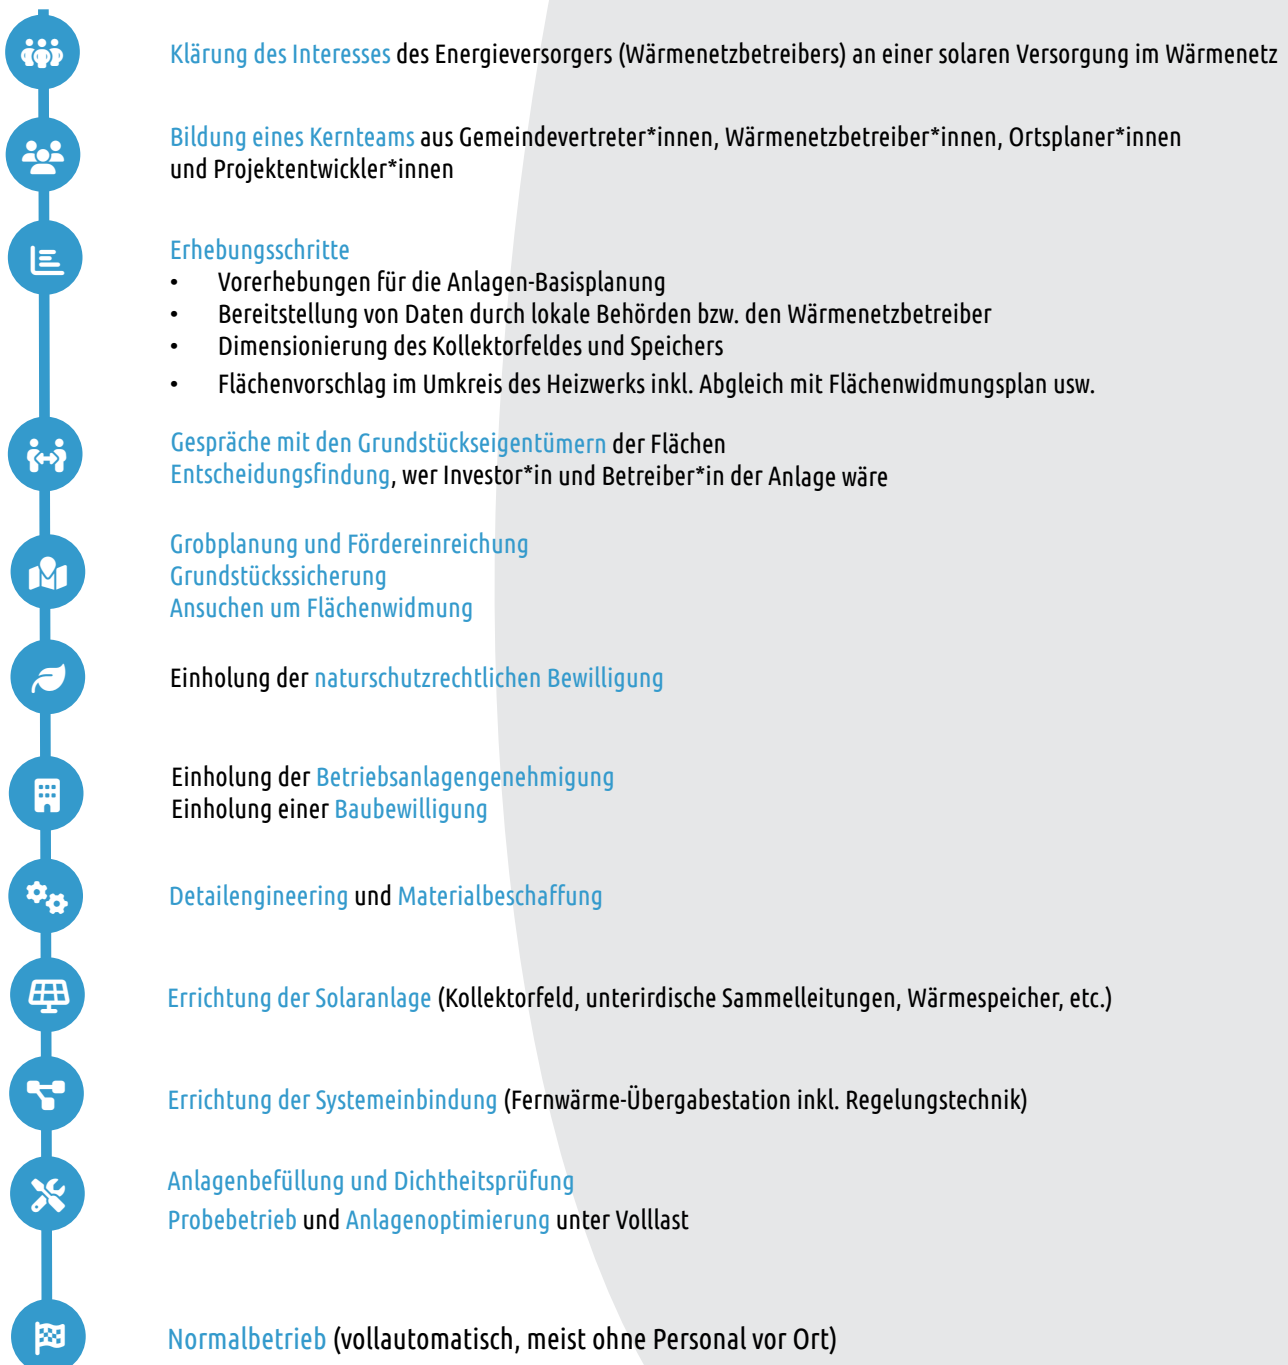 Klärung des Interesses des Energieversorgers (Wärmenetzbetreibers) an einer solaren Versorgung im Wärmenetz
Bildung eines Kernteams aus Gemeindevertreter*innen, Wärmenetzbetreiber*innen, Ortsplaner*innen
und Projektentwickler*innen
Erhebungsschritte
• Vorerhebungen für die Anlagen-Basisplanung
• Bereitstellung von Daten durch lokale Behörden bzw. den Wärmenetzbetreiber
• Dimensionierung des Kollektorfeldes und Speichers
• Flächenvorschlag im Umkreis des Heizwerks inkl. Abgleich mit Flächenwidmungsplan usw.
Gespräche mit den Grundstückseigentümern der Flächen
Entscheidungsfindung, wer Investor*in und Betreiber*in der Anlage wäre
Grobplanung und Fördereinreichung
Grundstückssicherung
Ansuchen um Flächenwidmung
Einholung der naturschutzrechtlichen Bewilligung
Einholung der Betriebsanlagengenehmigung
Einholung einer Baubewilligung
Detailengineering und Materialbeschaffung
Errichtung der Solaranlage (Kollektorfeld, unterirdische Sammelleitungen, Wärmespeicher, etc.)
Errichtung der Systemeinbindung (Fernwärme-Übergabestation inkl. Regelungstechnik)
Anlagenbefüllung und Dichtheitsprüfung
Probebetrieb und Anlagenoptimierung unter Volllast
Normalbetrieb (vollautomatisch, meist ohne Personal vor Ort)